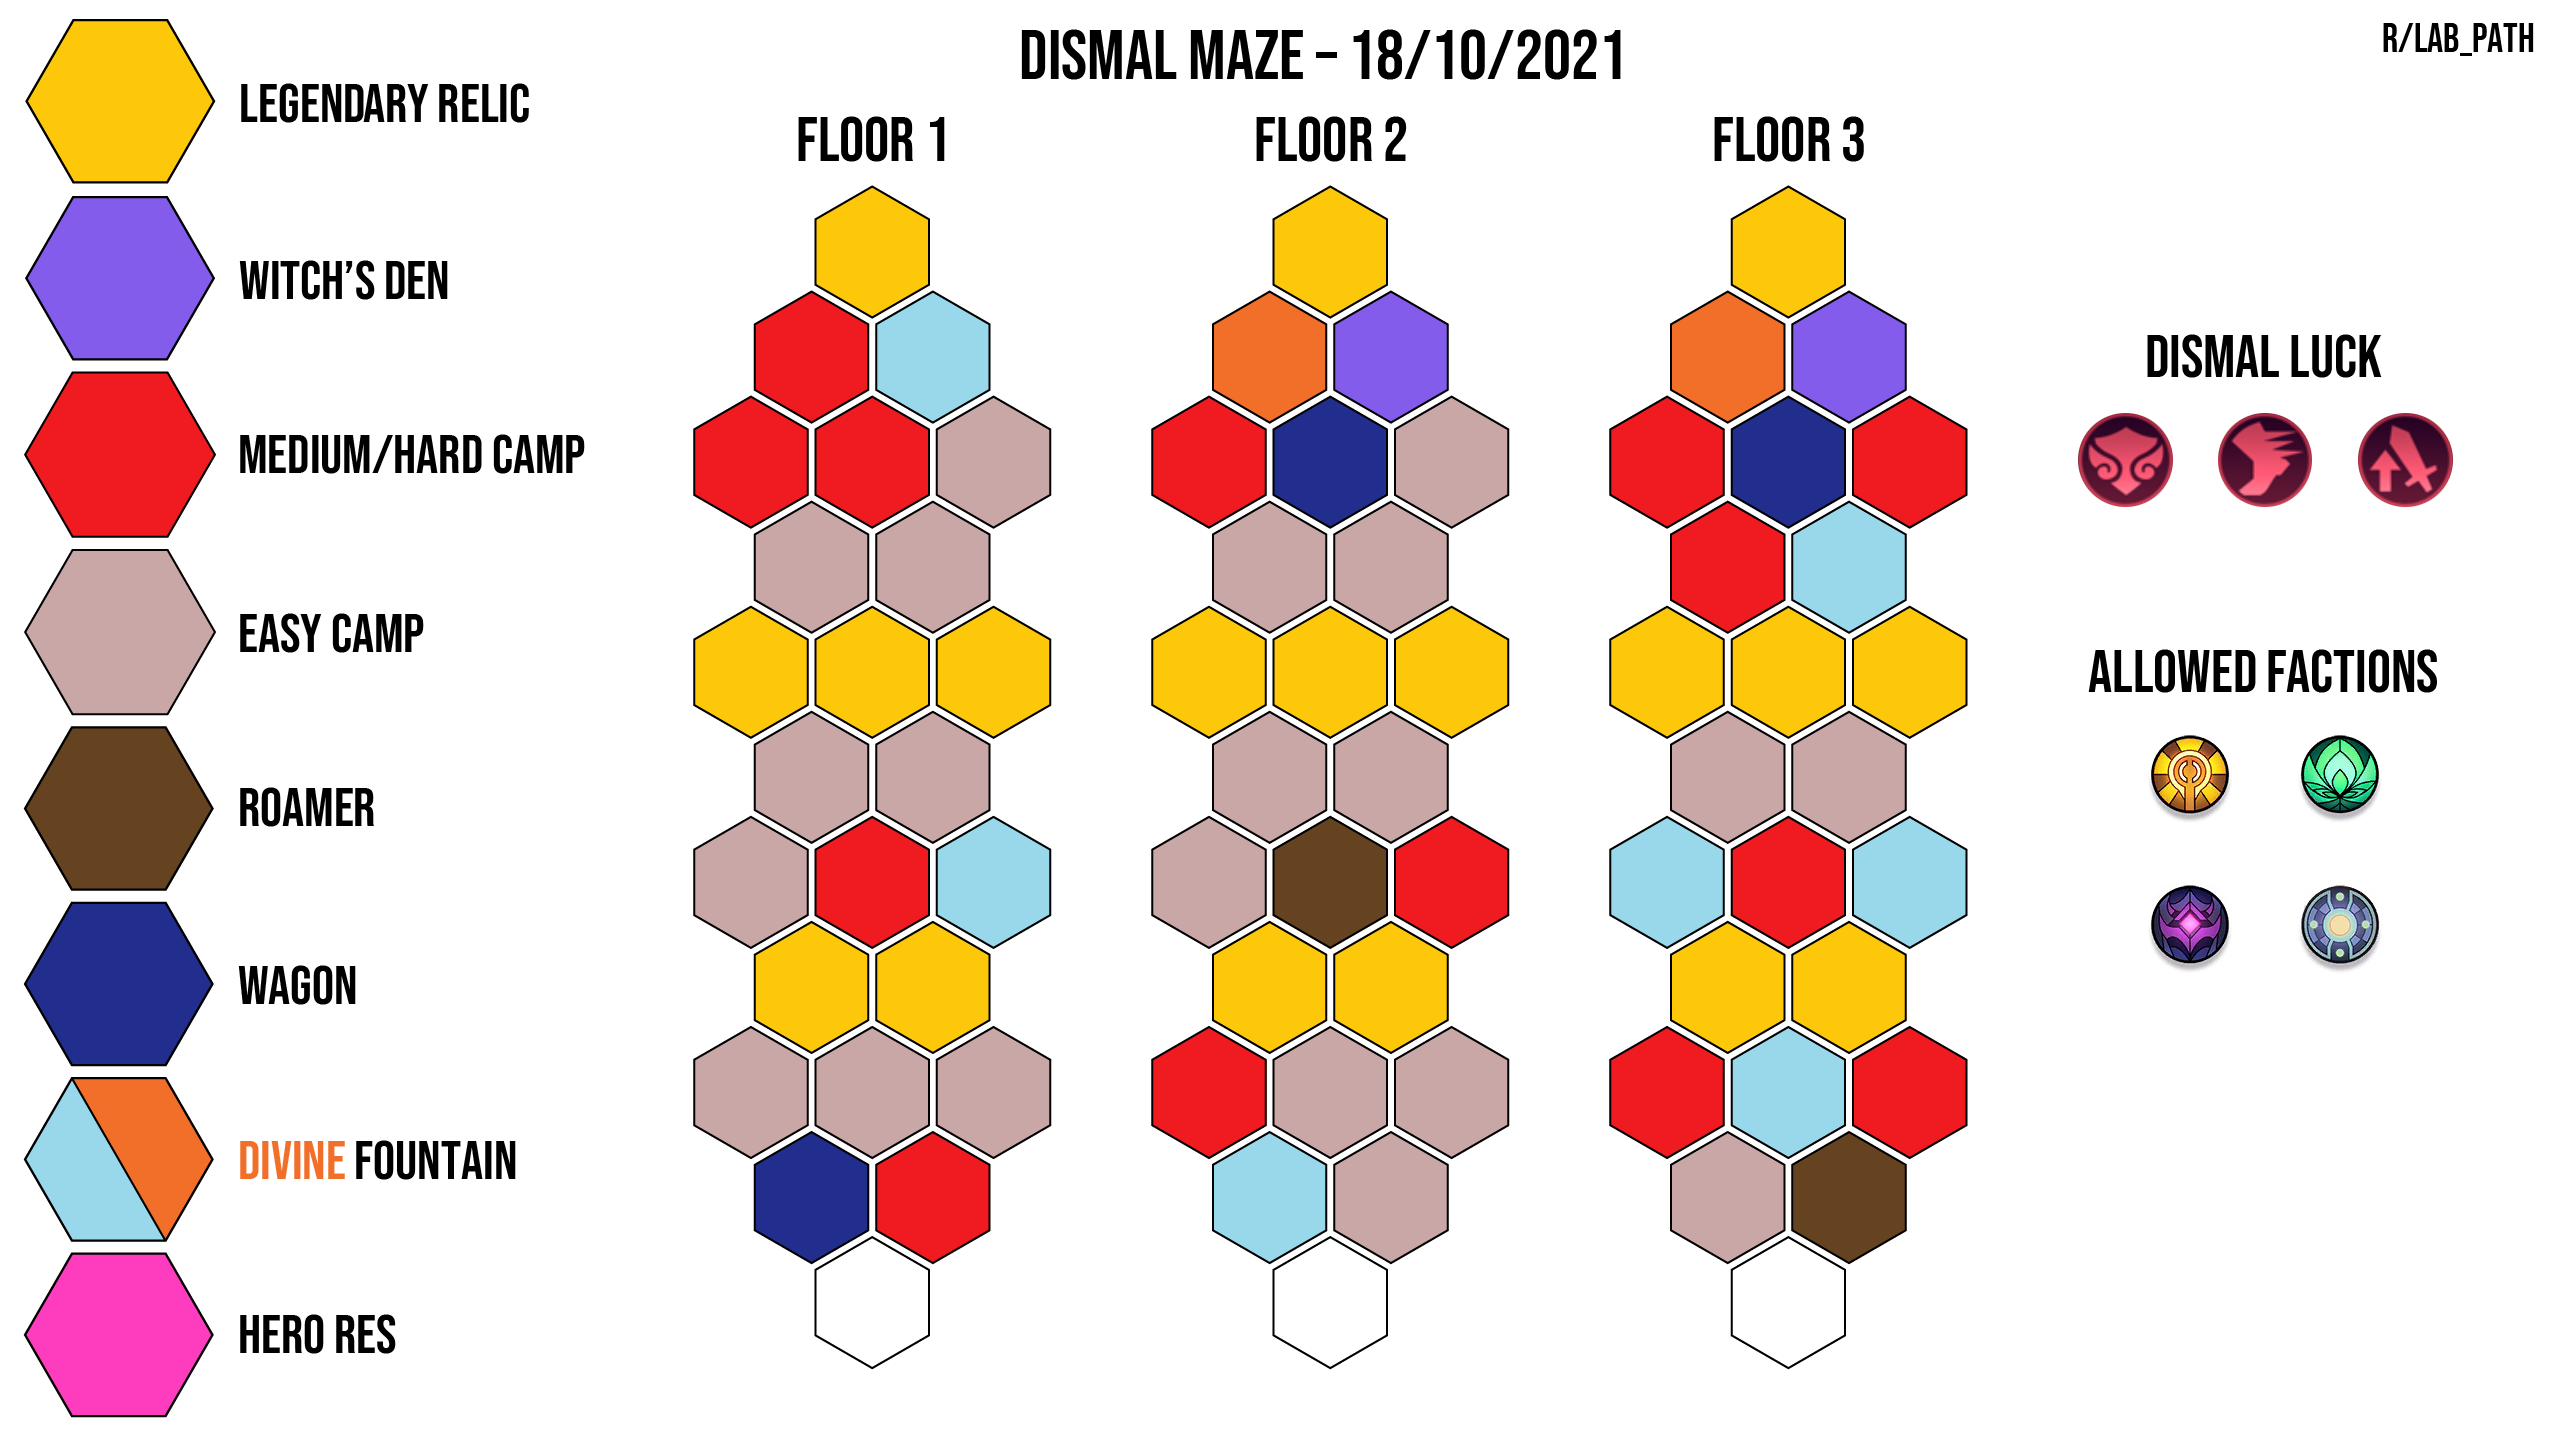 DISMAL MAZE – 18/10/2021
R/LAB_PATH
LEGENDARY RELIC
WITCH'S DEN
MEDIUM/HARD CAMP
EASY CAMP
ROAMER
WAGON
DIVINE FOUNTAIN
HERO RES
FLOOR 1
FLOOR 2
FLOOR 3
DISMAL LUCK
ALLOWED FACTIONS